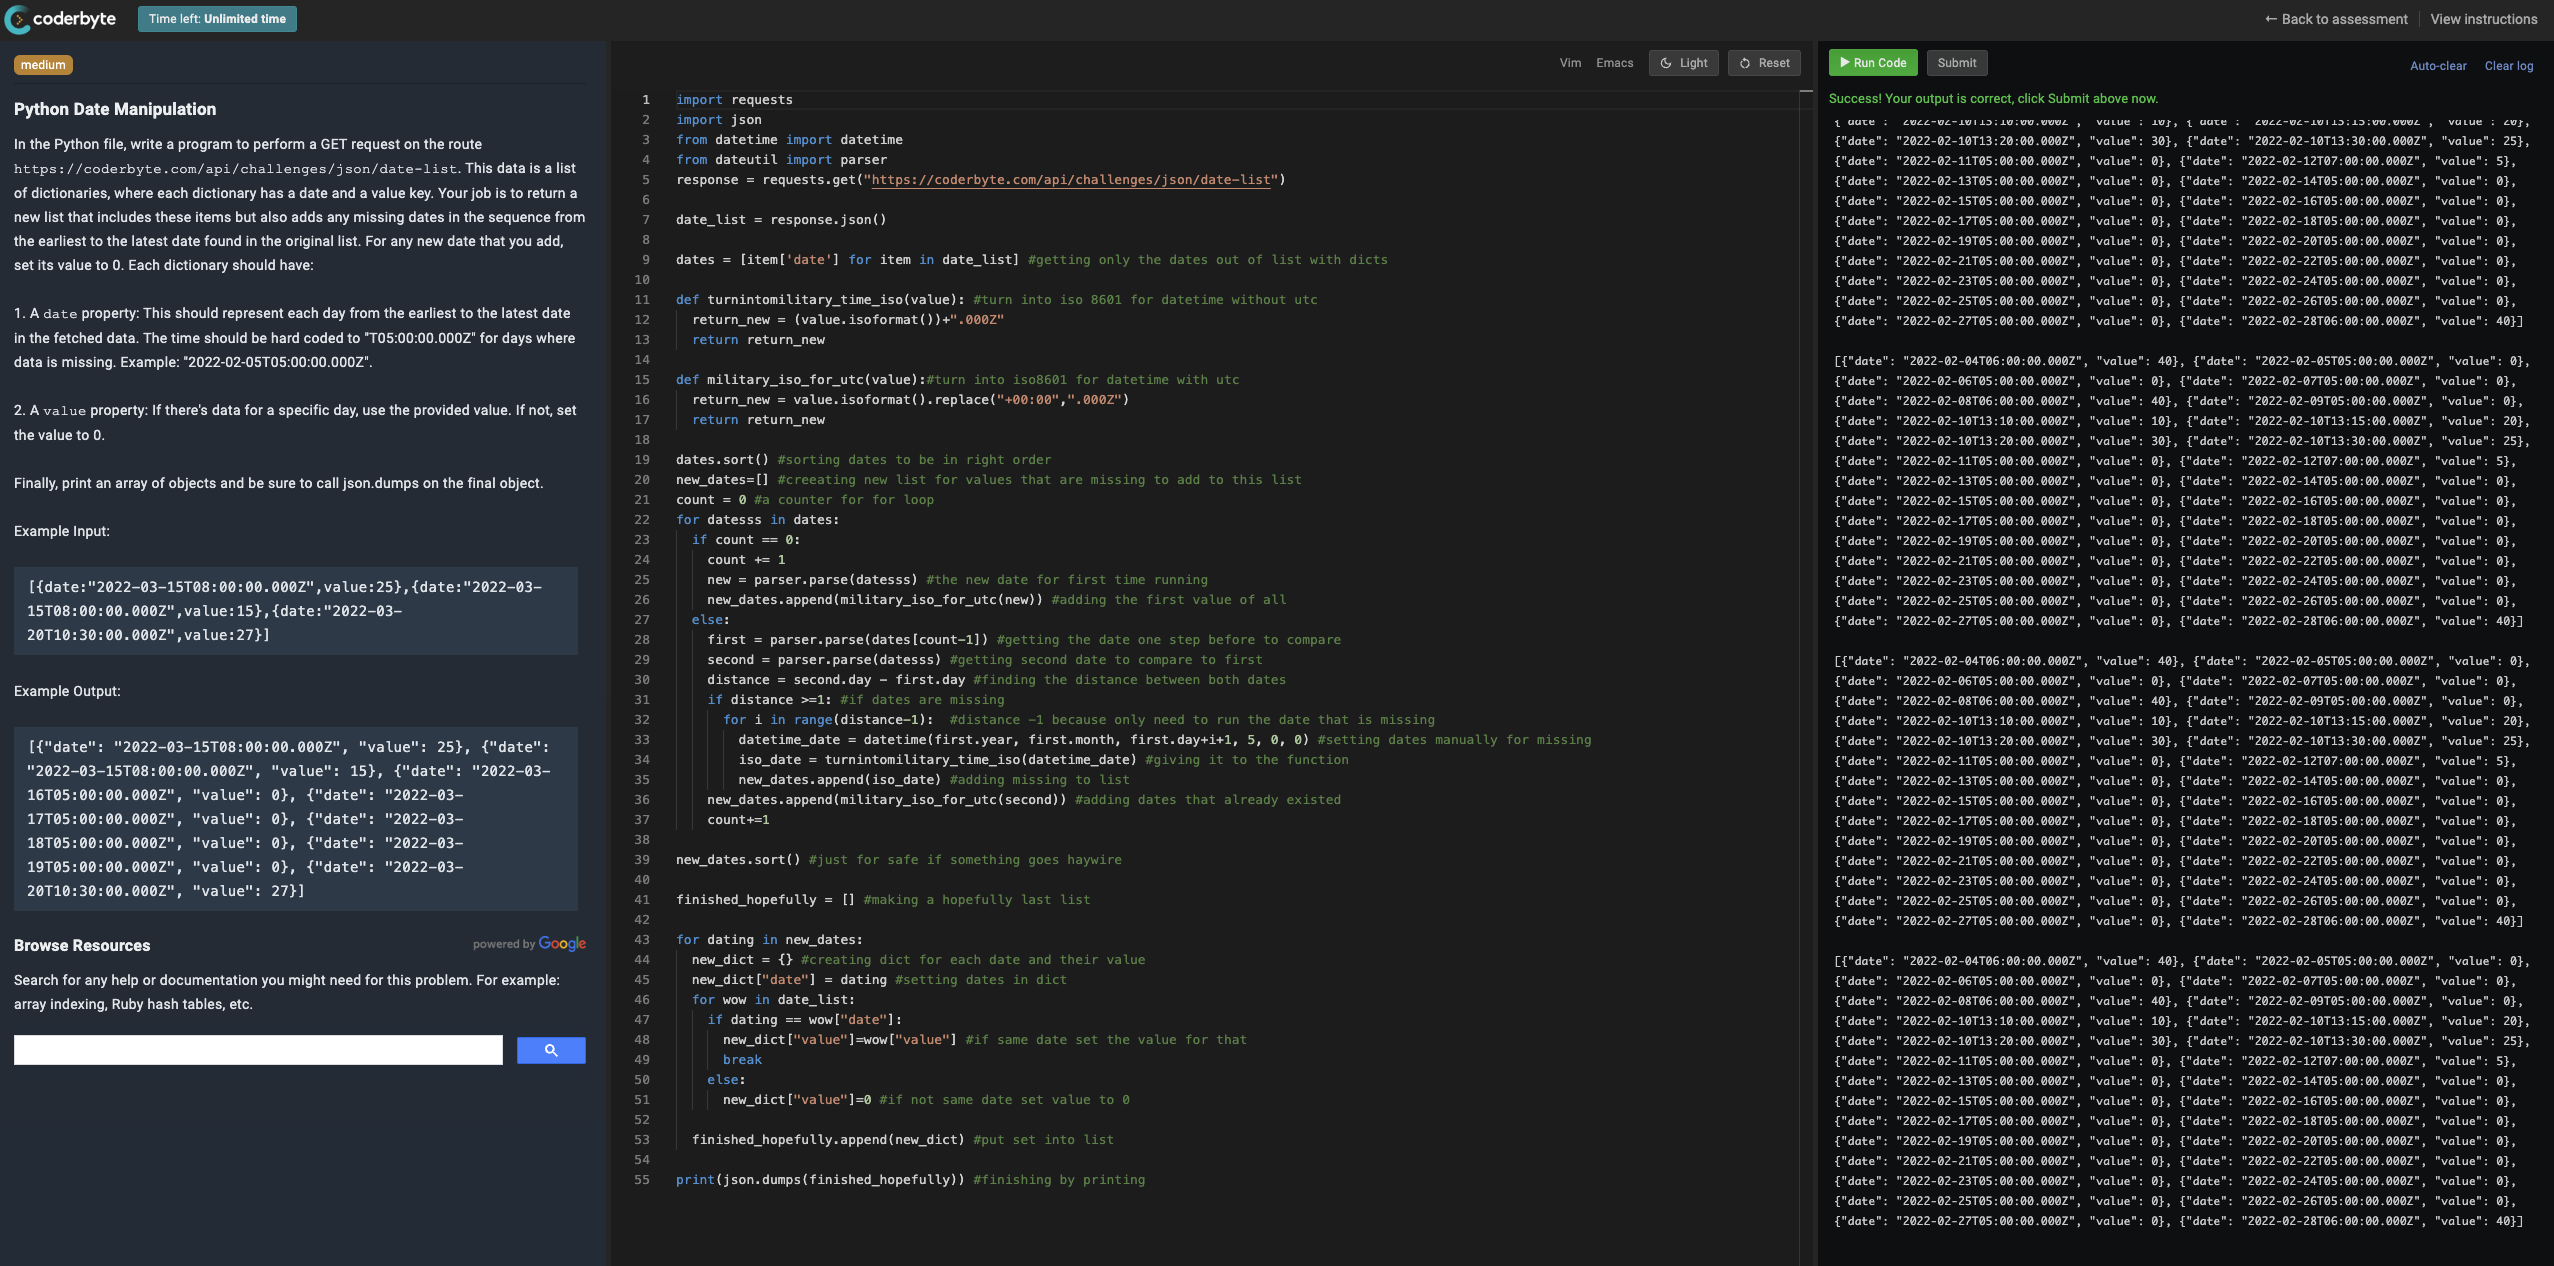 coderbyte
Time left: Unlimited time
← Back to assessment
View instructions
medium
Python Date Manipulation
In the Python file, write a program to perform a GET request on the route
https://coderbyte.com/api/challenges/json/date-list. This data is a list
of dictionaries, where each dictionary has a date and a value key. Your job is to return a
new list that includes these items but also adds any missing dates in the sequence from
the earliest to the latest date found in the original list. For any new date that you add,
set its value to 0. Each dictionary should have:
1. A date property: This should represent each day from the earliest to the latest date
in the fetched data. The time should be hard coded to "T05:00:00.000Z" for days where
data is missing. Example: "2022-02-05T05:00:00.000Z".
2. A value property: If there's data for a specific day, use the provided value. If not, set
the value to 0.
Finally, print an array of objects and be sure to call json.dumps on the final object.
Example Input:
[{date:"2022-03-15T08:00:00.000Z",value:25},{date:"2022-03-
15T08:00:00.000Z",value:15},{date:"2022-03-
20T10:30:00.000Z",value:27}]
Example Output:
[{"date": "2022-03-15T08:00:00.000Z", "value": 25}, {"date":
"2022-03-15T08:00:00.000Z", "value": 15}, {"date": "2022-03-
16T05:00:00.000Z", "value": 0}, {"date": "2022-03-
17T05:00:00.000Z", "value": 0}, {"date": "2022-03-
18T05:00:00.000Z", "value": 0}, {"date": "2022-03-
19T05:00:00.000Z", "value": 0}, {"date": "2022-03-
20T10:30:00.000Z", "value": 27}]
Browse Resources
powered by Google
Search for any help or documentation you might need for this problem. For example:
array indexing, Ruby hash tables, etc.
Vim
Emacs
Light
Reset
1 import requests
2 import json
3 from datetime import datetime
4 from dateutil import parser
5 response = requests.get("https://coderbyte.com/api/challenges/json/date-list")
6
7 date_list = response.json()
8
9 dates = [item['date'] for item in date_list] #getting only the dates out of list with dicts
10
11 def turnintomilitary_time_iso(value): #turn into iso 8601 for datetime without utc
12 return_new = (value.isoformat())+".000Z"
13 return return_new
14
15 def military_iso_for_utc(value):#turn into iso8601 for datetime with utc
16 return_new = value.isoformat().replace("+00:00",".000Z")
17 return return_new
18
19 dates.sort() #sorting dates to be in right order
20 new_dates=[] #creeating new list for values that are missing to add to this list
21 count = 0 #a counter for for loop
22 for datesss in dates:
23 if count == 0:
24 count += 1
25 new = parser.parse(datesss) #the new date for first time running
26 new_dates.append(military_iso_for_utc(new)) #adding the first value of all
27 else:
28 first = parser.parse(dates[count-1]) #getting the date one step before to compare
29 second = parser.parse(datesss) #getting second date to compare to first
30 distance = second.day - first.day #finding the distance between both dates
31 if distance >=1: #if dates are missing
32 for i in range(distance-1): #distance -1 because only need to run the date that is missing
33 datetime_date = datetime(first.year, first.month, first.day+i+1, 5, 0, 0) #setting dates manually for missing
34 iso_date = turnintomilitary_time_iso(datetime_date) #giving it to the function
35 new_dates.append(iso_date) #adding missing to list
36 new_dates.append(military_iso_for_utc(second)) #adding dates that already existed
37 count+=1
38
39 new_dates.sort() #just for safe if something goes haywire
40
41 finished_hopefully = [] #making a hopefully last list
42
43 for dating in new_dates:
44 new_dict = {} #creating dict for each date and their value
45 new_dict["date"] = dating #setting dates in dict
46 for wow in date_list:
47 if dating == wow["date"]:
48 new_dict["value"]=wow["value"] #if same date set the value for that
49 break
50 else:
51 new_dict["value"]=0 #if not same date set value to 0
52
53 finished_hopefully.append(new_dict) #put set into list
54
55 print(json.dumps(finished_hopefully)) #finishing by printing
Run Code
Submit
Auto-clear
Clear log
Success! Your output is correct, click Submit above now.
{"date": "2022-02-10T13:10:00.000Z", "value": 10}, {"date": "2022-02-10T13:15:00.000Z", "value": 20},
{"date": "2022-02-10T13:20:00.000Z", "value": 30}, {"date": "2022-02-10T13:30:00.000Z", "value": 25},
{"date": "2022-02-11T05:00:00.000Z", "value": 0}, {"date": "2022-02-12T07:00:00.000Z", "value": 5},
{"date": "2022-02-13T05:00:00.000Z", "value": 0}, {"date": "2022-02-14T05:00:00.000Z", "value": 0},
{"date": "2022-02-15T05:00:00.000Z", "value": 0}, {"date": "2022-02-16T05:00:00.000Z", "value": 0},
{"date": "2022-02-17T05:00:00.000Z", "value": 0}, {"date": "2022-02-18T05:00:00.000Z", "value": 0},
{"date": "2022-02-19T05:00:00.000Z", "value": 0}, {"date": "2022-02-20T05:00:00.000Z", "value": 0},
{"date": "2022-02-21T05:00:00.000Z", "value": 0}, {"date": "2022-02-22T05:00:00.000Z", "value": 0},
{"date": "2022-02-23T05:00:00.000Z", "value": 0}, {"date": "2022-02-24T05:00:00.000Z", "value": 0},
{"date": "2022-02-25T05:00:00.000Z", "value": 0}, {"date": "2022-02-26T05:00:00.000Z", "value": 0},
{"date": "2022-02-27T05:00:00.000Z", "value": 0}, {"date": "2022-02-28T06:00:00.000Z", "value": 40}]
[{"date": "2022-02-04T06:00:00.000Z", "value": 40}, {"date": "2022-02-05T05:00:00.000Z", "value": 0},
{"date": "2022-02-06T05:00:00.000Z", "value": 0}, {"date": "2022-02-07T05:00:00.000Z", "value": 0},
{"date": "2022-02-08T06:00:00.000Z", "value": 40}, {"date": "2022-02-09T05:00:00.000Z", "value": 0},
{"date": "2022-02-10T13:10:00.000Z", "value": 10}, {"date": "2022-02-10T13:15:00.000Z", "value": 20},
{"date": "2022-02-10T13:20:00.000Z", "value": 30}, {"date": "2022-02-10T13:30:00.000Z", "value": 25},
{"date": "2022-02-11T05:00:00.000Z", "value": 0}, {"date": "2022-02-12T07:00:00.000Z", "value": 5},
{"date": "2022-02-13T05:00:00.000Z", "value": 0}, {"date": "2022-02-14T05:00:00.000Z", "value": 0},
{"date": "2022-02-15T05:00:00.000Z", "value": 0}, {"date": "2022-02-16T05:00:00.000Z", "value": 0},
{"date": "2022-02-17T05:00:00.000Z", "value": 0}, {"date": "2022-02-18T05:00:00.000Z", "value": 0},
{"date": "2022-02-19T05:00:00.000Z", "value": 0}, {"date": "2022-02-20T05:00:00.000Z", "value": 0},
{"date": "2022-02-21T05:00:00.000Z", "value": 0}, {"date": "2022-02-22T05:00:00.000Z", "value": 0},
{"date": "2022-02-23T05:00:00.000Z", "value": 0}, {"date": "2022-02-24T05:00:00.000Z", "value": 0},
{"date": "2022-02-25T05:00:00.000Z", "value": 0}, {"date": "2022-02-26T05:00:00.000Z", "value": 0},
{"date": "2022-02-27T05:00:00.000Z", "value": 0}, {"date": "2022-02-28T06:00:00.000Z", "value": 40}]
[{"date": "2022-02-04T06:00:00.000Z", "value": 40}, {"date": "2022-02-05T05:00:00.000Z", "value": 0},
{"date": "2022-02-06T05:00:00.000Z", "value": 0}, {"date": "2022-02-07T05:00:00.000Z", "value": 0},
{"date": "2022-02-08T06:00:00.000Z", "value": 40}, {"date": "2022-02-09T05:00:00.000Z", "value": 0},
{"date": "2022-02-10T13:10:00.000Z", "value": 10}, {"date": "2022-02-10T13:15:00.000Z", "value": 20},
{"date": "2022-02-10T13:20:00.000Z", "value": 30}, {"date": "2022-02-10T13:30:00.000Z", "value": 25},
{"date": "2022-02-11T05:00:00.000Z", "value": 0}, {"date": "2022-02-12T07:00:00.000Z", "value": 5},
{"date": "2022-02-13T05:00:00.000Z", "value": 0}, {"date": "2022-02-14T05:00:00.000Z", "value": 0},
{"date": "2022-02-15T05:00:00.000Z", "value": 0}, {"date": "2022-02-16T05:00:00.000Z", "value": 0},
{"date": "2022-02-17T05:00:00.000Z", "value": 0}, {"date": "2022-02-18T05:00:00.000Z", "value": 0},
{"date": "2022-02-19T05:00:00.000Z", "value": 0}, {"date": "2022-02-20T05:00:00.000Z", "value": 0},
{"date": "2022-02-21T05:00:00.000Z", "value": 0}, {"date": "2022-02-22T05:00:00.000Z", "value": 0},
{"date": "2022-02-23T05:00:00.000Z", "value": 0}, {"date": "2022-02-24T05:00:00.000Z", "value": 0},
{"date": "2022-02-25T05:00:00.000Z", "value": 0}, {"date": "2022-02-26T05:00:00.000Z", "value": 0},
{"date": "2022-02-27T05:00:00.000Z", "value": 0}, {"date": "2022-02-28T06:00:00.000Z", "value": 40}]
[{"date": "2022-02-04T06:00:00.000Z", "value": 40}, {"date": "2022-02-05T05:00:00.000Z", "value": 0},
{"date": "2022-02-06T05:00:00.000Z", "value": 0}, {"date": "2022-02-07T05:00:00.000Z", "value": 0},
{"date": "2022-02-08T06:00:00.000Z", "value": 40}, {"date": "2022-02-09T05:00:00.000Z", "value": 0},
{"date": "2022-02-10T13:10:00.000Z", "value": 10}, {"date": "2022-02-10T13:15:00.000Z", "value": 20},
{"date": "2022-02-10T13:20:00.000Z", "value": 30}, {"date": "2022-02-10T13:30:00.000Z", "value": 25},
{"date": "2022-02-11T05:00:00.000Z", "value": 0}, {"date": "2022-02-12T07:00:00.000Z", "value": 5},
{"date": "2022-02-13T05:00:00.000Z", "value": 0}, {"date": "2022-02-14T05:00:00.000Z", "value": 0},
{"date": "2022-02-15T05:00:00.000Z", "value": 0}, {"date": "2022-02-16T05:00:00.000Z", "value": 0},
{"date": "2022-02-17T05:00:00.000Z", "value": 0}, {"date": "2022-02-18T05:00:00.000Z", "value": 0},
{"date": "2022-02-19T05:00:00.000Z", "value": 0}, {"date": "2022-02-20T05:00:00.000Z", "value": 0},
{"date": "2022-02-21T05:00:00.000Z", "value": 0}, {"date": "2022-02-22T05:00:00.000Z", "value": 0},
{"date": "2022-02-23T05:00:00.000Z", "value": 0}, {"date": "2022-02-24T05:00:00.000Z", "value": 0},
{"date": "2022-02-25T05:00:00.000Z", "value": 0}, {"date": "2022-02-26T05:00:00.000Z", "value": 0},
{"date": "2022-02-27T05:00:00.000Z", "value": 0}, {"date": "2022-02-28T06:00:00.000Z", "value": 40}]